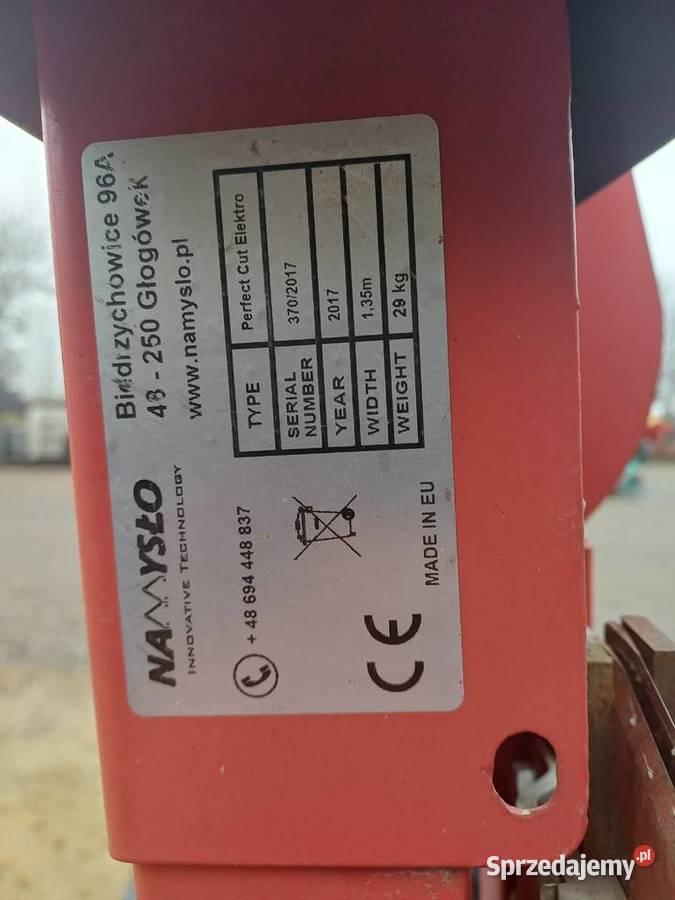 NAMYSŁO
INNOVATIVE TECHNOLOGY
Biedrzychowice 96A
48 - 250 Głogówek
www.namyslo.pl
+ 48 694 448 837
TYPE Perfect Cut Elektro
SERIAL NUMBER 370/2017
YEAR 2017
WIDTH 1,35m
WEIGHT 29 kg
CE
MADE IN EU
Sprzedajemy.pl